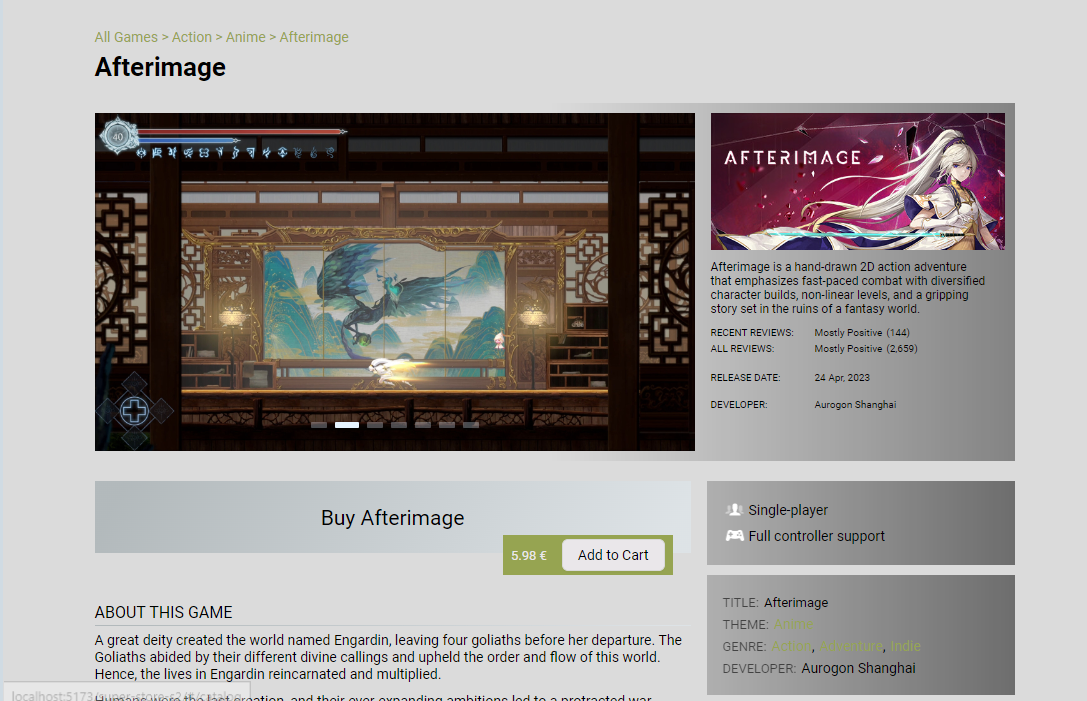 All Games > Action > Anime > Afterimage
Afterimage
40
AFTERIMAGE
Afterimage is a hand-drawn 2D action adventure
that emphasizes fast-paced combat with diversified
character builds, non-linear levels, and a gripping
story set in the ruins of a fantasy world.
RECENT REVIEWS: Mostly Positive (144)
ALL REVIEWS: Mostly Positive (2,659)
RELEASE DATE: 24 Apr, 2023
DEVELOPER: Aurogon Shanghai
Buy Afterimage
5.98 € Add to Cart
Single-player
Full controller support
ABOUT THIS GAME
A great deity created the world named Engardin, leaving four goliaths before her departure. The
Goliaths abided by their different divine callings and upheld the order and flow of this world.
Hence, the lives in Engardin reincarnated and multiplied.
Humans were the last creation, and their ever-expanding ambitions led to a protracted war
TITLE: Afterimage
THEME: Anime
GENRE: Action, Adventure, Indie
DEVELOPER: Aurogon Shanghai